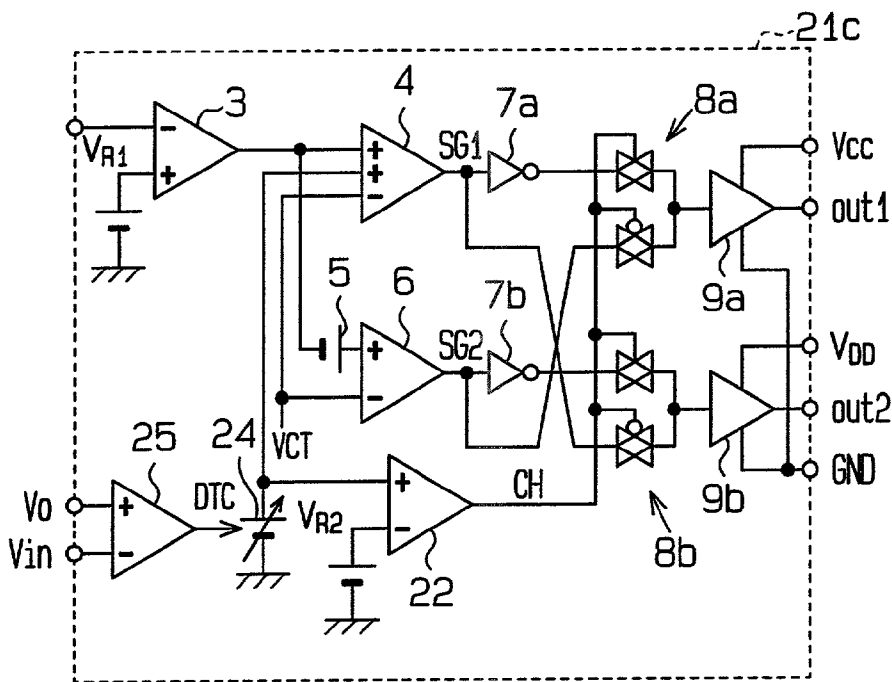 21c
3
4
7a
8a
VR1
SG1
Vcc
out1
5
6
7b
9a
SG2
VDD
VCT
25
24
out2
DTC
VR2
CH
9b
GND
Vo
Vin
22
8b